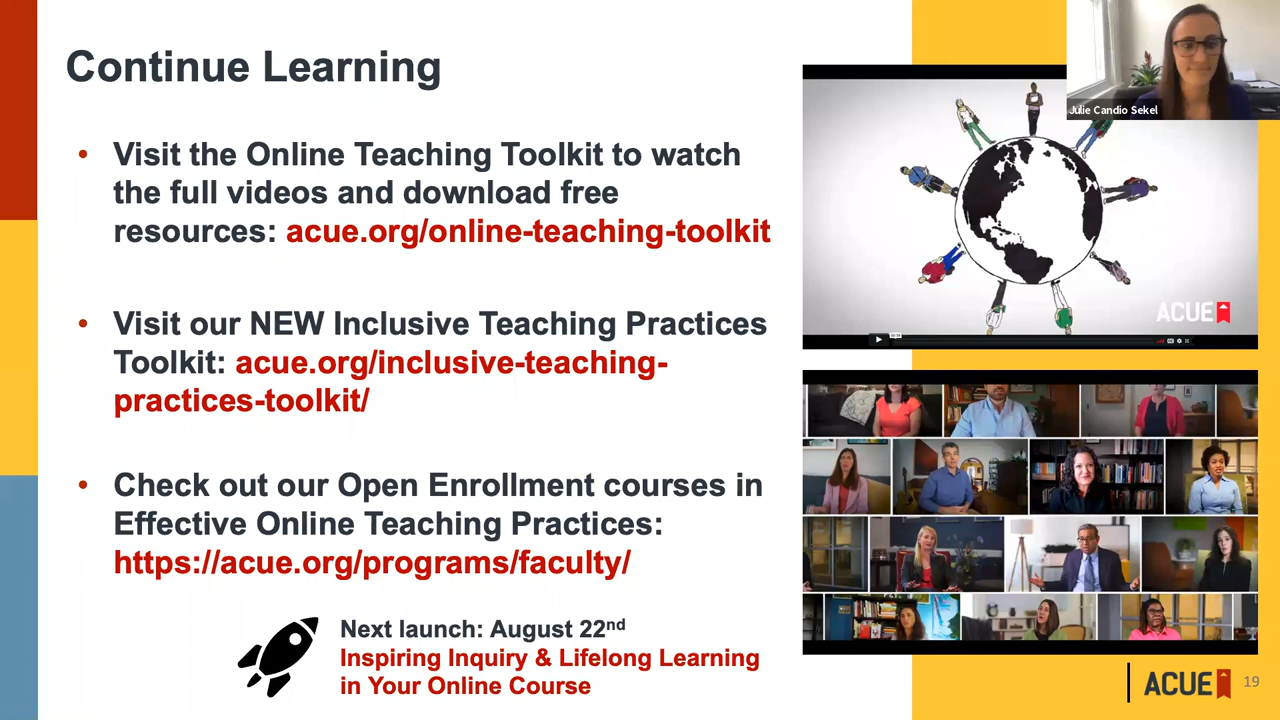 Continue Learning
• Visit the Online Teaching Toolkit to watch
the full videos and download free
resources: acue.org/online-teaching-toolkit
• Visit our NEW Inclusive Teaching Practices
Toolkit: acue.org/inclusive-teaching-
practices-toolkit/
• Check out our Open Enrollment courses in
Effective Online Teaching Practices:
https://acue.org/programs/faculty/
Next launch: August 22nd
Inspiring Inquiry & Lifelong Learning
in Your Online Course
Julie Candio Sekel
ACUE
ACUE
19